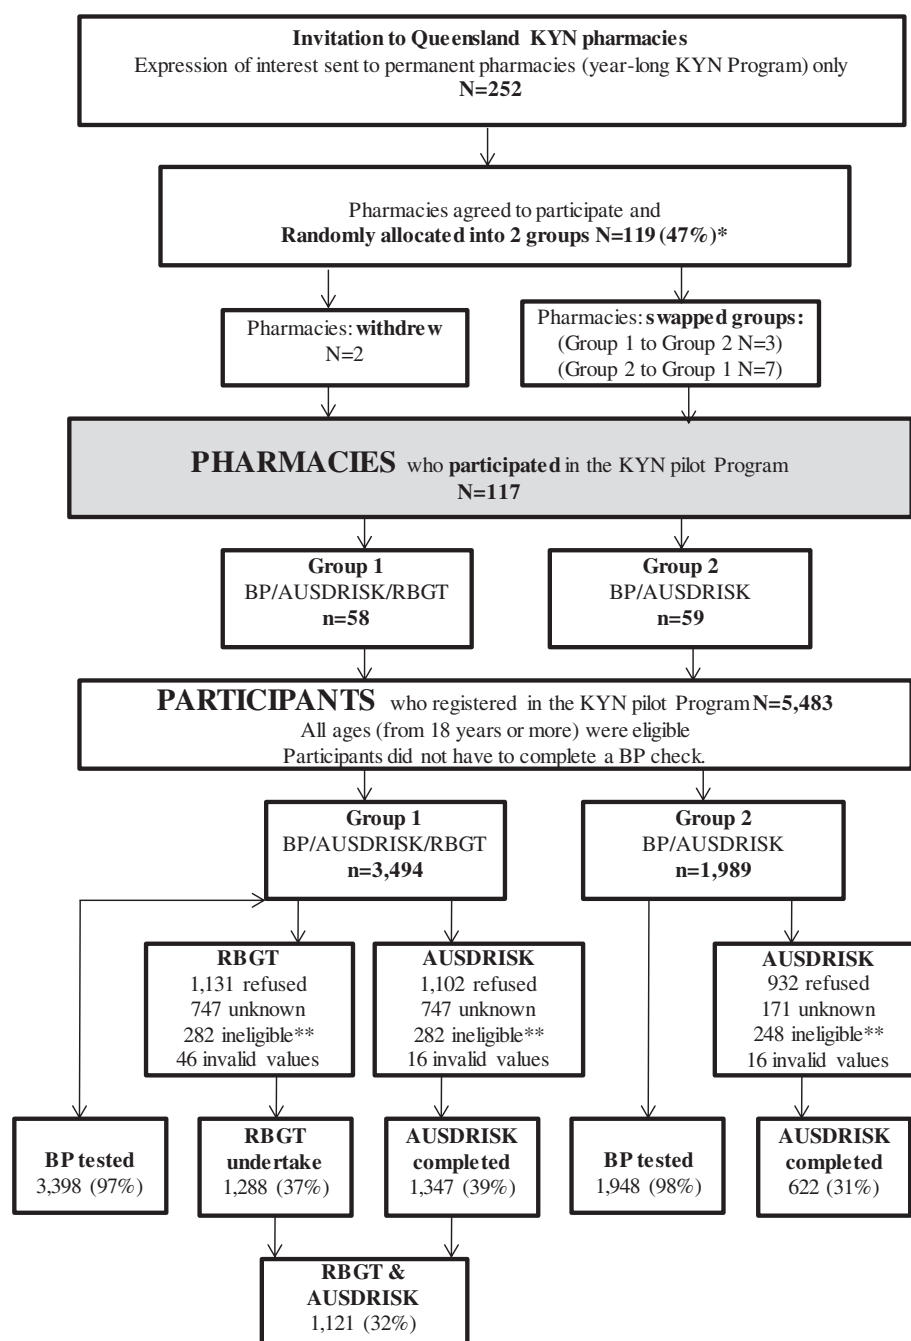 Invitation to Queensland KYN pharmacies
Expression of interest sent to permanent pharmacies (year-long KYN Program) only
N=252
Pharmacies agreed to participate and
Randomly allocated into 2 groups N=119 (47%)*
Pharmacies: withdrew
N=2
Pharmacies: swapped groups:
(Group 1 to Group 2 N=3)
(Group 2 to Group 1 N=7)
PHARMACIES who participated in the KYN pilot Program
N=117
Group 1
BP/AUSDRISK/RBGT
n=58
Group 2
BP/AUSDRISK
n=59
PARTICIPANTS who registered in the KYN pilot Program N=5,483
All ages (from 18 years or more) were eligible
Participants did not have to complete a BP check.
Group 1
BP/AUSDRISK/RBGT
n=3,494
Group 2
BP/AUSDRISK
n=1,989
RBGT
1,131 refused
747 unknown
282 ineligible**
46 invalid values
AUSDRISK
1,102 refused
747 unknown
282 ineligible**
16 invalid values
AUSDRISK
932 refused
171 unknown
248 ineligible**
16 invalid values
BP tested
3,398 (97%)
RBGT
undertake
1,288 (37%)
AUSDRISK
completed
1,347 (39%)
BP tested
1,948 (98%)
AUSDRISK
completed
622 (31%)
RBGT &
AUSDRISK
1,121 (32%)